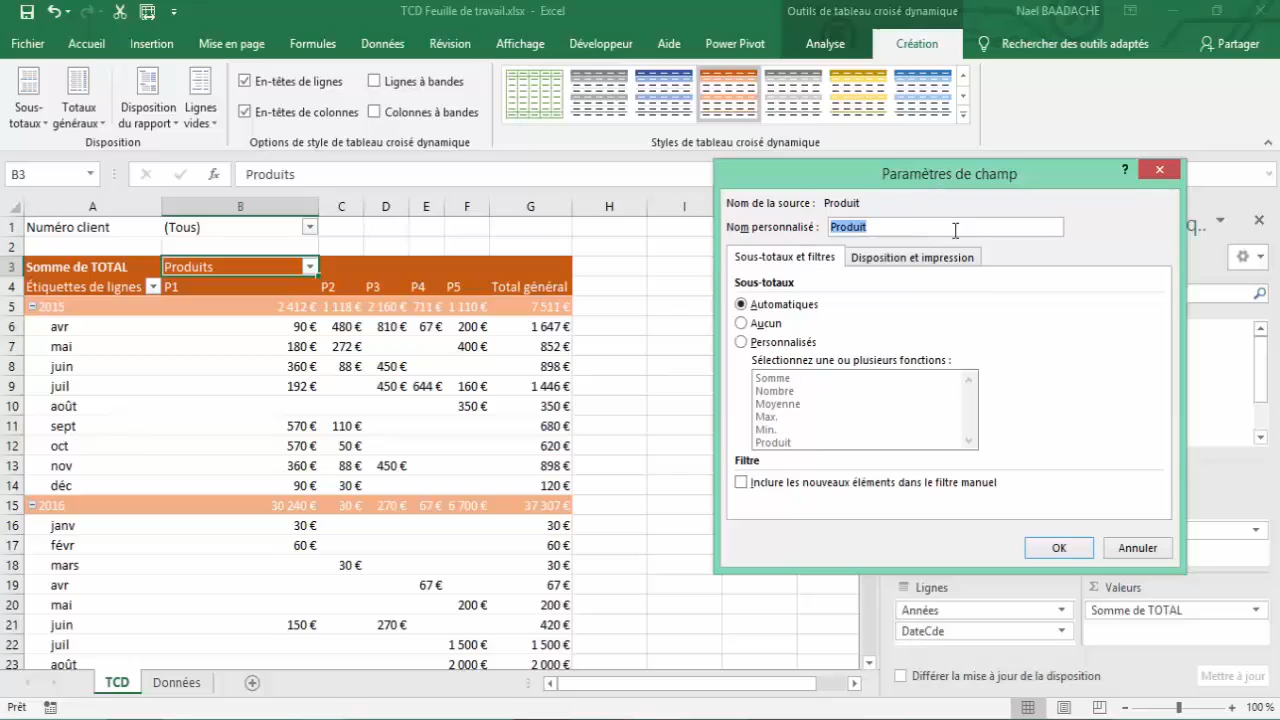 TCD Feuille de travail.xlsx - Excel
Outils de tableau croisé dynamique
Nael BAADACHE
Fichier Accueil Insertion Mise en page Formules Données Révision Affichage Développeur Aide Power Pivot Analyse Création Rechercher des outils adaptés Partager
Sous-totaux
Totaux généraux
Disposition du rapport
Lignes vides
Disposition
En-têtes de lignes Lignes à bandes
En-têtes de colonnes Colonnes à bandes
Options de style de tableau croisé dynamique
Styles de tableau croisé dynamique
B3 fx Produits
A B C D E F G H I
1 Numéro client (Tous)
2
3 Somme de TOTAL Produits
4 Étiquettes de lignes P1 P2 P3 P4 P5 Total général
5 2015 2 412 € 1 118 € 2 160 € 711 € 1 110 € 7 511 €
6 avr 90 € 480 € 810 € 67 € 200 € 1 647 €
7 mai 180 € 272 € 400 € 852 €
8 juin 360 € 88 € 450 € 898 €
9 juil 192 € 450 € 644 € 160 € 1 446 €
10 août 350 € 350 €
11 sept 570 € 110 € 680 €
12 oct 570 € 50 € 620 €
13 nov 360 € 88 € 450 € 898 €
14 déc 90 € 30 € 120 €
15 2016 30 240 € 30 € 270 € 67 € 6 700 € 37 307 €
16 janv 30 € 30 €
17 févr 60 € 60 €
18 mars 30 € 30 €
19 avr 67 € 67 €
20 mai 200 € 200 €
21 juin 150 € 270 € 420 €
22 juil 1 500 € 1 500 €
23 août 2 000 € 2 000 €
Paramètres de champ ?
Nom de la source : Produit
Nom personnalisé : Produit
Sous-totaux et filtres Disposition et impression
Sous-totaux
Automatiques
Aucun
Personnalisés
Sélectionnez une ou plusieurs fonctions :
Somme
Nombre
Moyenne
Max.
Min.
Produit
Filtre
Inclure les nouveaux éléments dans le filtre manuel
OK Annuler
Lignes Σ Valeurs
Années Somme de TOTAL
DateCde
Différer la mise à jour de la disposition Mettre à jour
TCD Données
Prêt 100 %